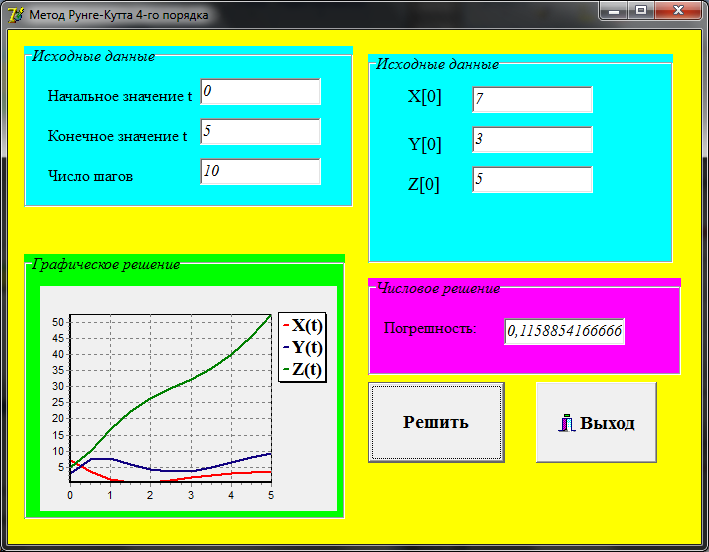 Метод Рунге-Кутта 4-го порядка
Исходные данные
Начальное значение t 0
Конечное значение t 5
Число шагов 10
Исходные данные
X[0] 7
Y[0] 3
Z[0] 5
Графическое решение
50
45
40
35
30
25
20
15
10
5
0 1 2 3 4 5
X(t)
Y(t)
Z(t)
Числовое решение
Погрешность: 0,1158854166666
Решить
Выход